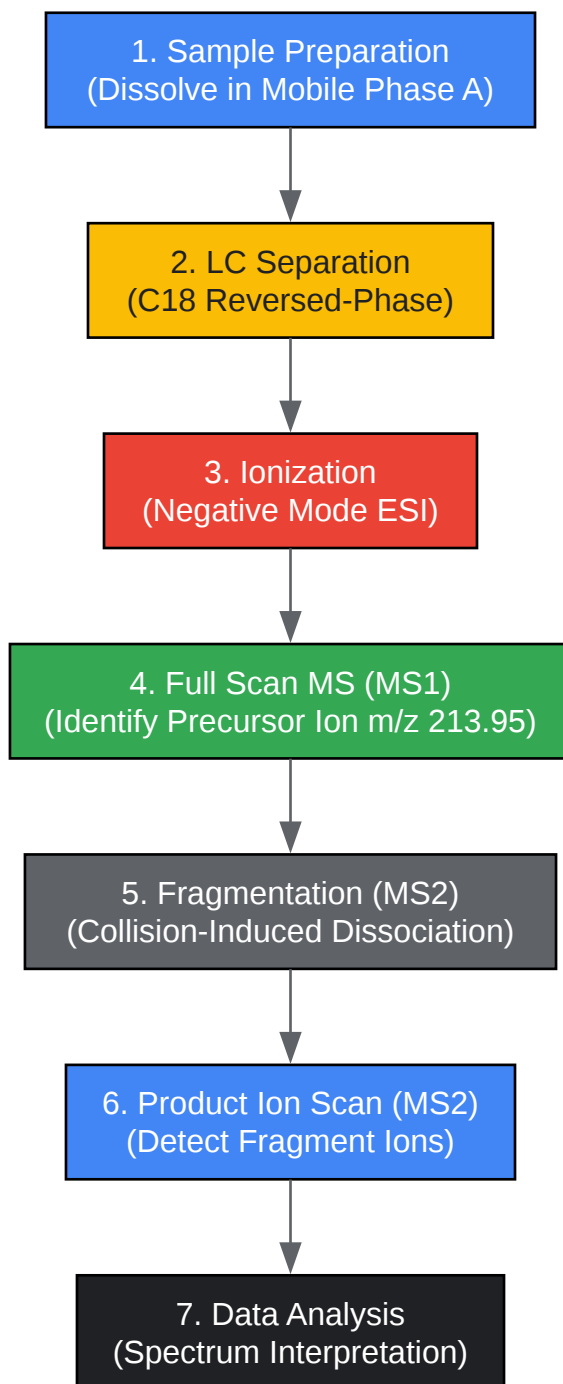 1. Sample Preparation
(Dissolve in Mobile Phase A)
2. LC Separation
(C18 Reversed-Phase)
3. Ionization
(Negative Mode ESI)
4. Full Scan MS (MS1)
(Identify Precursor Ion m/z 213.95)
5. Fragmentation (MS2)
(Collision-Induced Dissociation)
6. Product Ion Scan (MS2)
(Detect Fragment Ions)
7. Data Analysis
(Spectrum Interpretation)